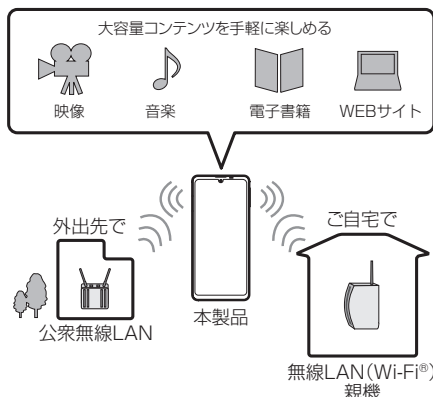 大容量コンテンツを手軽に楽しめる
映像
音楽
電子書籍
WEBサイト
外出先で
ご自宅で
公衆無線LAN
本製品
無線LAN(Wi-Fi®)
親機